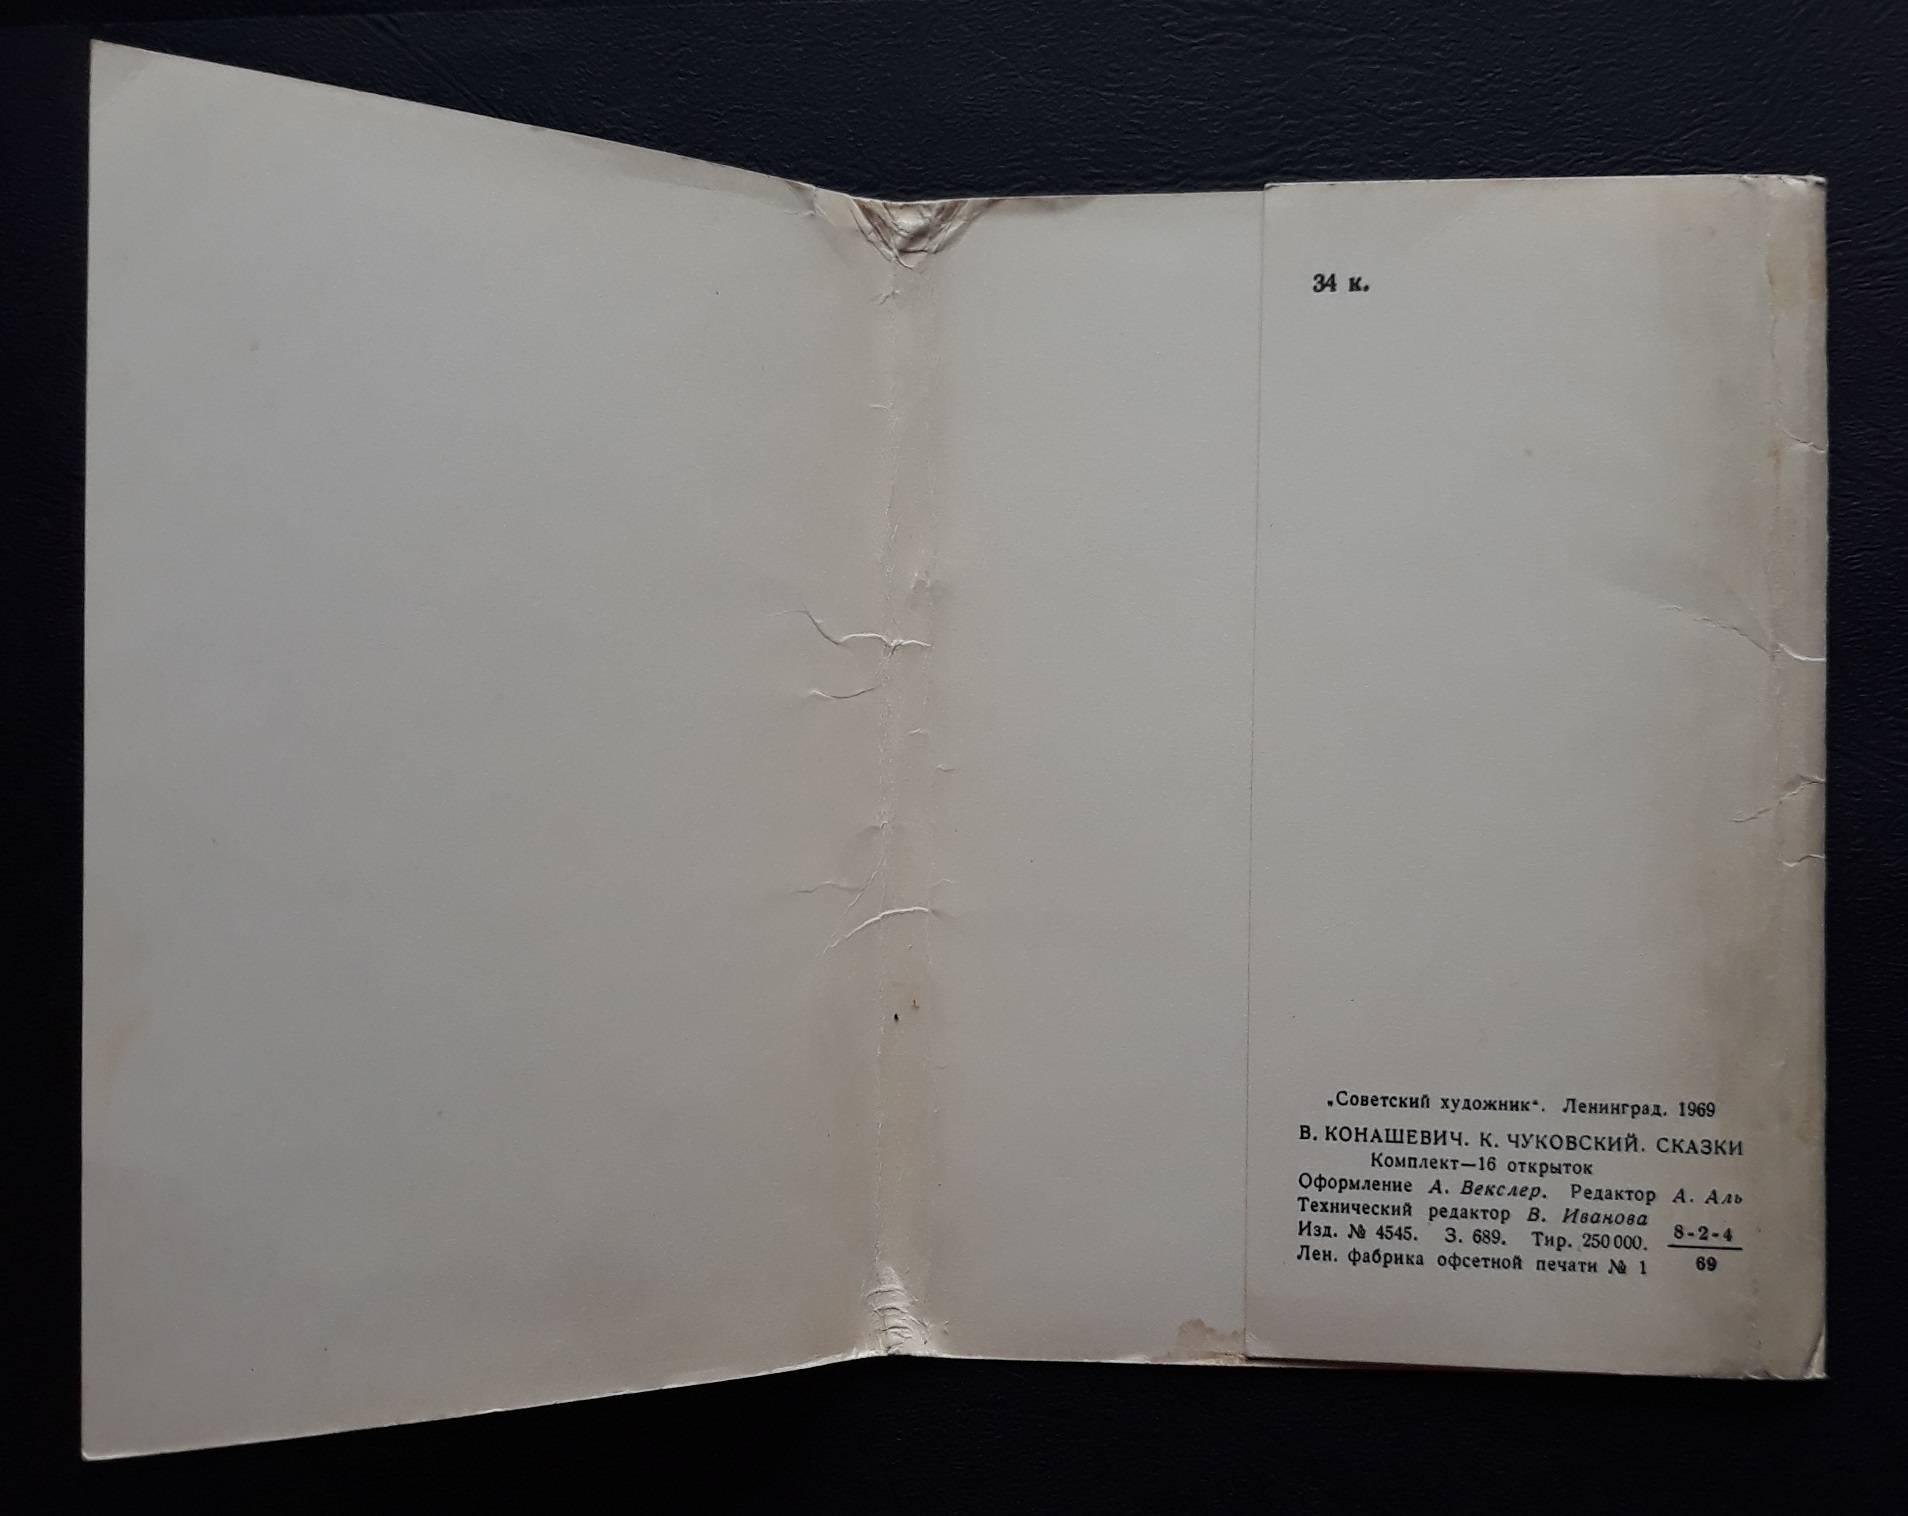 34 к.
„Советский художник“. Ленинград. 1969
В. КОНАШЕВИЧ. К. ЧУКОВСКИЙ. СКАЗКИ
Комплект—16 открыток
Оформление А. Векслер. Редактор А. Аль
Технический редактор В. Иванова
Изд. № 4545. З. 689. Тир. 250 000. 8-2-4
Лен. фабрика офсетной печати № 1 69